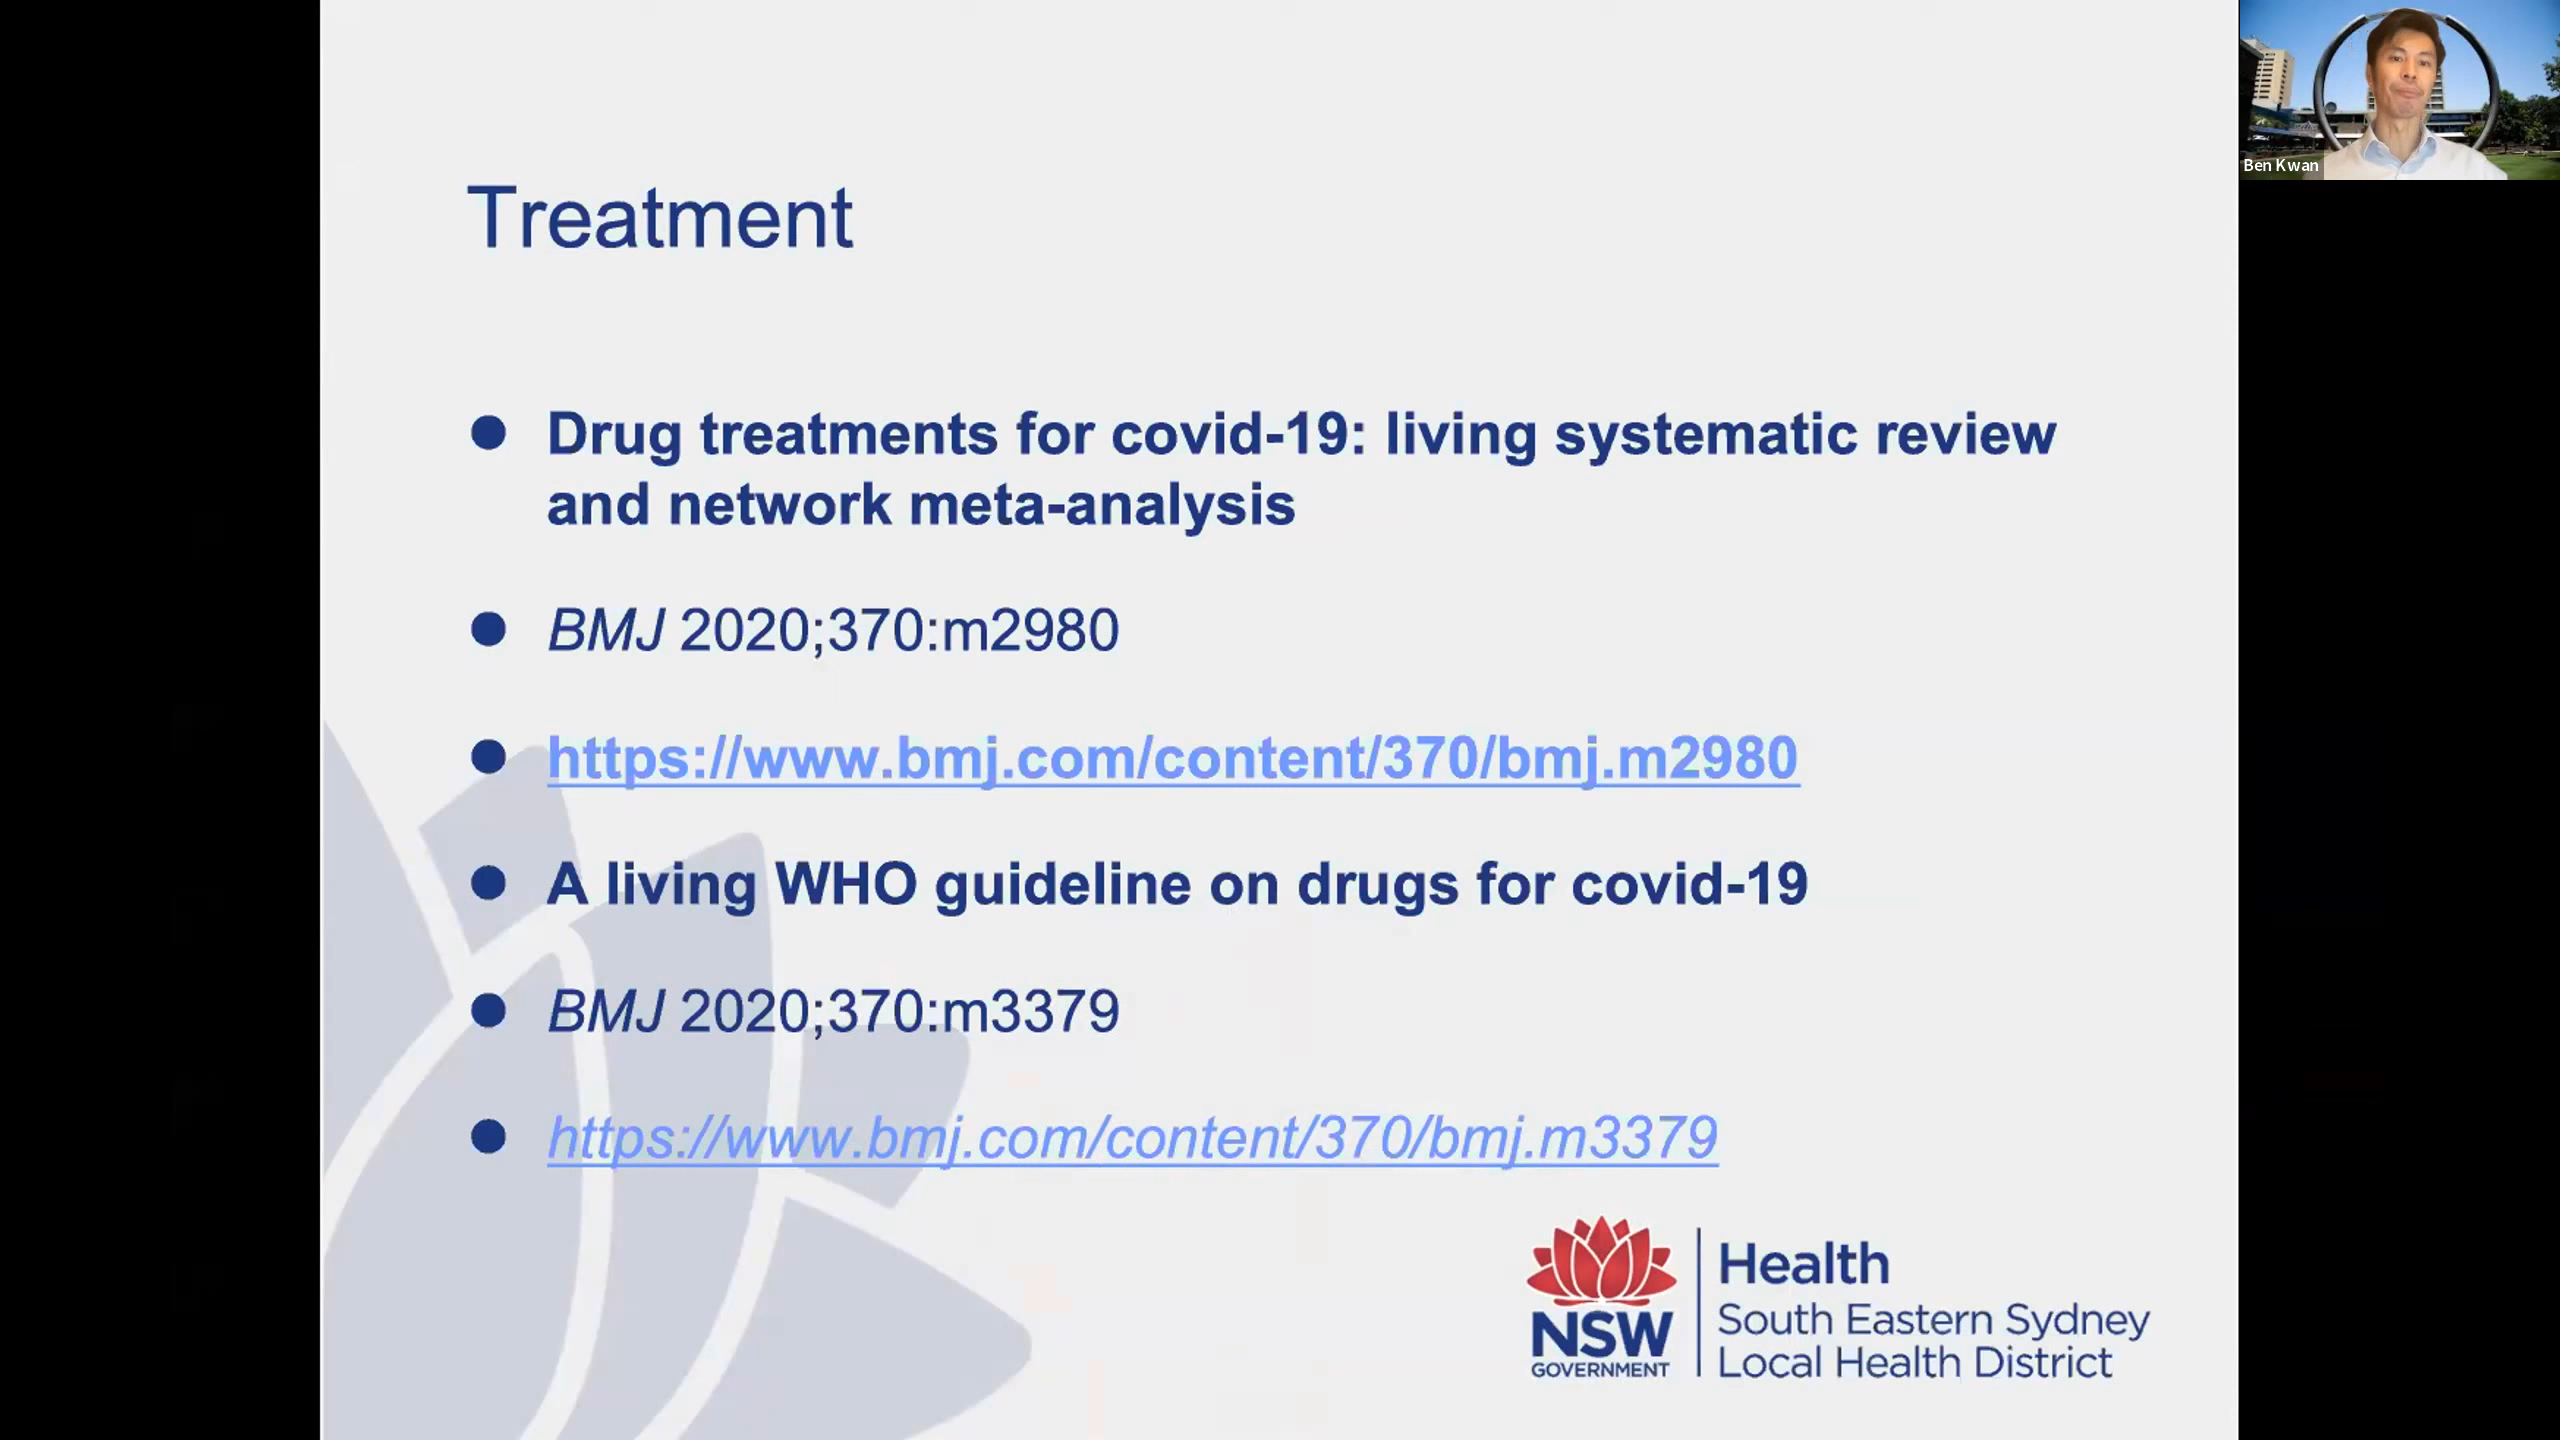 Treatment
Drug treatments for covid-19: living systematic review
and network meta-analysis
BMJ 2020;370:m2980
https://www.bmj.com/content/370/bmj.m2980
A living WHO guideline on drugs for covid-19
BMJ 2020;370:m3379
https://www.bmj.com/content/370/bmj.m3379
NSW
GOVERNMENT
Health
South Eastern Sydney
Local Health District
Ben Kwan